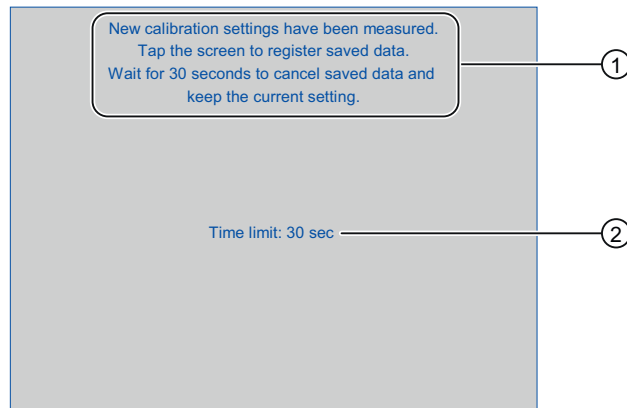 New calibration settings have been measured.
Tap the screen to register saved data.
Wait for 30 seconds to cancel saved data and
keep the current setting.
1
Time limit: 30 sec
2